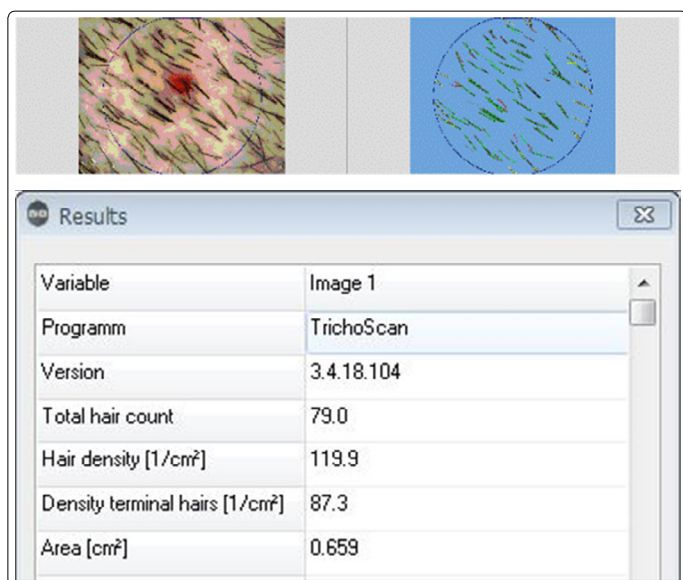 Results
Variable Image 1
Programm TrichoScan
Version 3.4.18.104
Total hair count 79.0
Hair density [1/cm²] 119.9
Density terminal hairs [1/cm²] 87.3
Area [cm²] 0.659